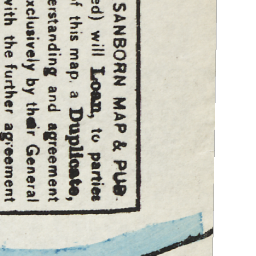 SANBORN MAP & PUB.
ed) will Loan, to parties
of this map, a Duplicate,
erstanding and agreement
xclusively by their General
with the further agreement